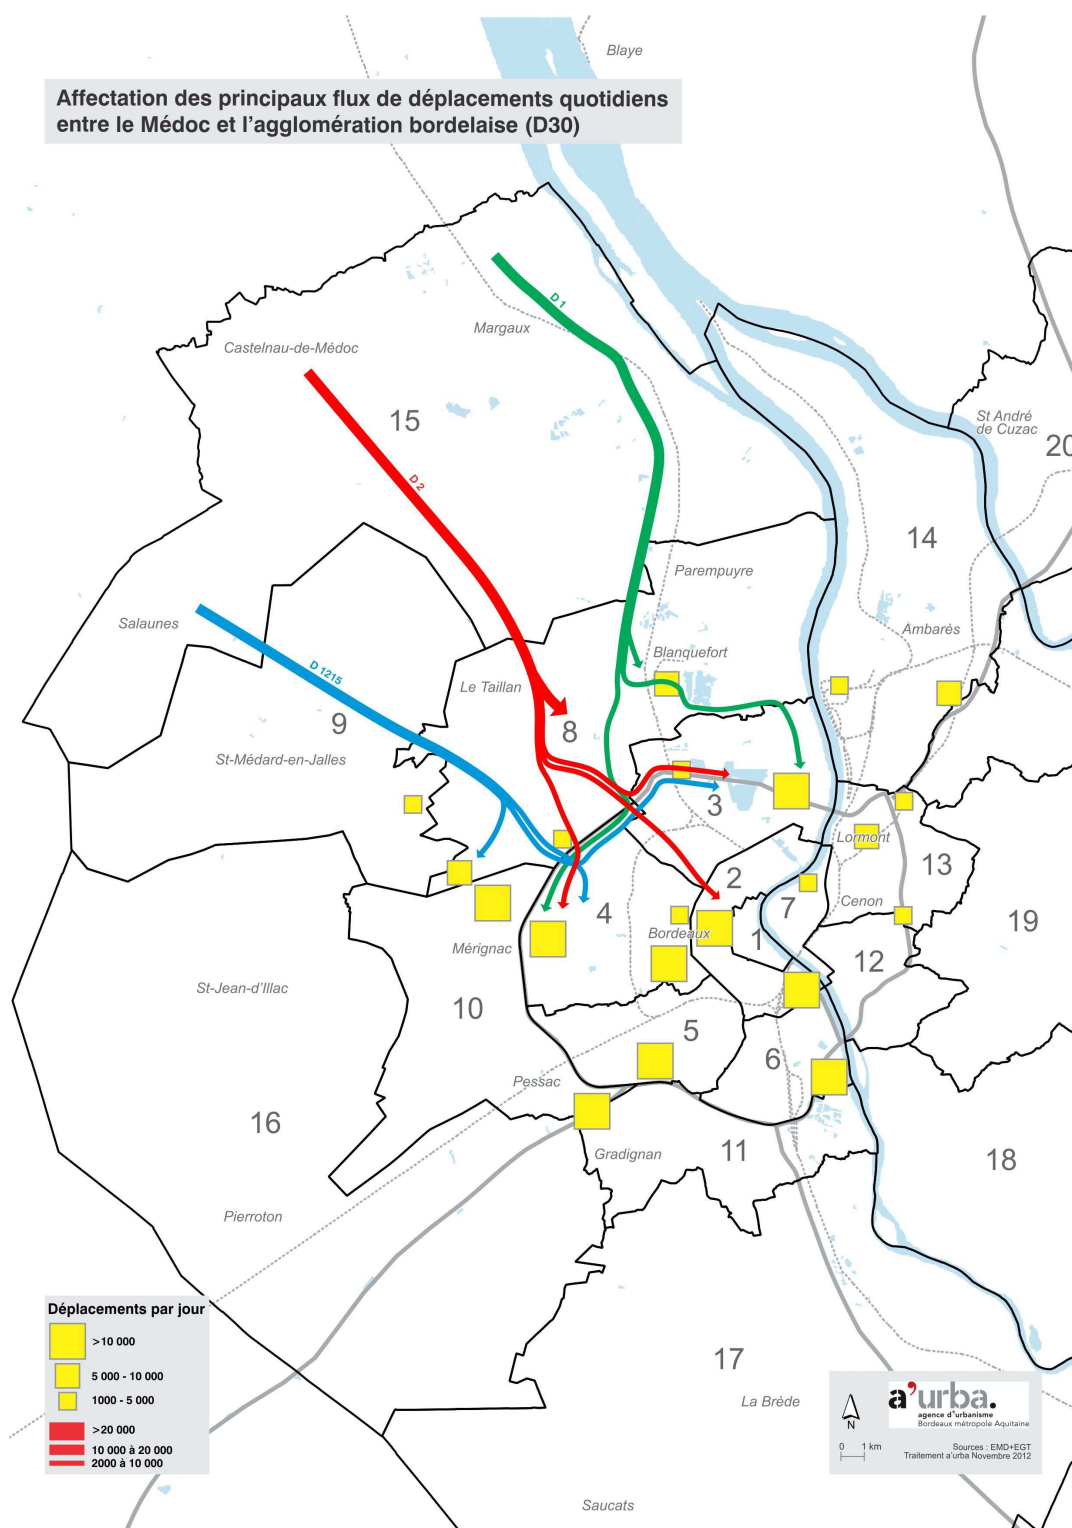 Blaye
Affectation des principaux flux de déplacements quotidiens
entre le Médoc et l'agglomération bordelaise (D30)
D 1
Margaux
Castelnau-de-Médoc
15
St André
de Cuzac
20
D 2
14
Parempuyre
Salaunes
Ambarès
Blanquefort
D 1215
Le Taillan
9
8
St-Médard-en-Jalles
3
Lormont
13
2
7
Cenon
4
19
Bordeaux
1
Mérignac
12
St-Jean-d'Illac
10
5
6
Pessac
16
11
Gradignan
18
Pierroton
Déplacements par jour
>10 000
5 000 - 10 000
1000 - 5 000
>20 000
10 000 à 20 000
2000 à 10 000
17
La Brède
a'urba.
agence d'urbanisme
Bordeaux métropole Aquitaine
N
0 1 km
Sources : EMD+EGT
Traitement a'urba Novembre 2012
Saucats